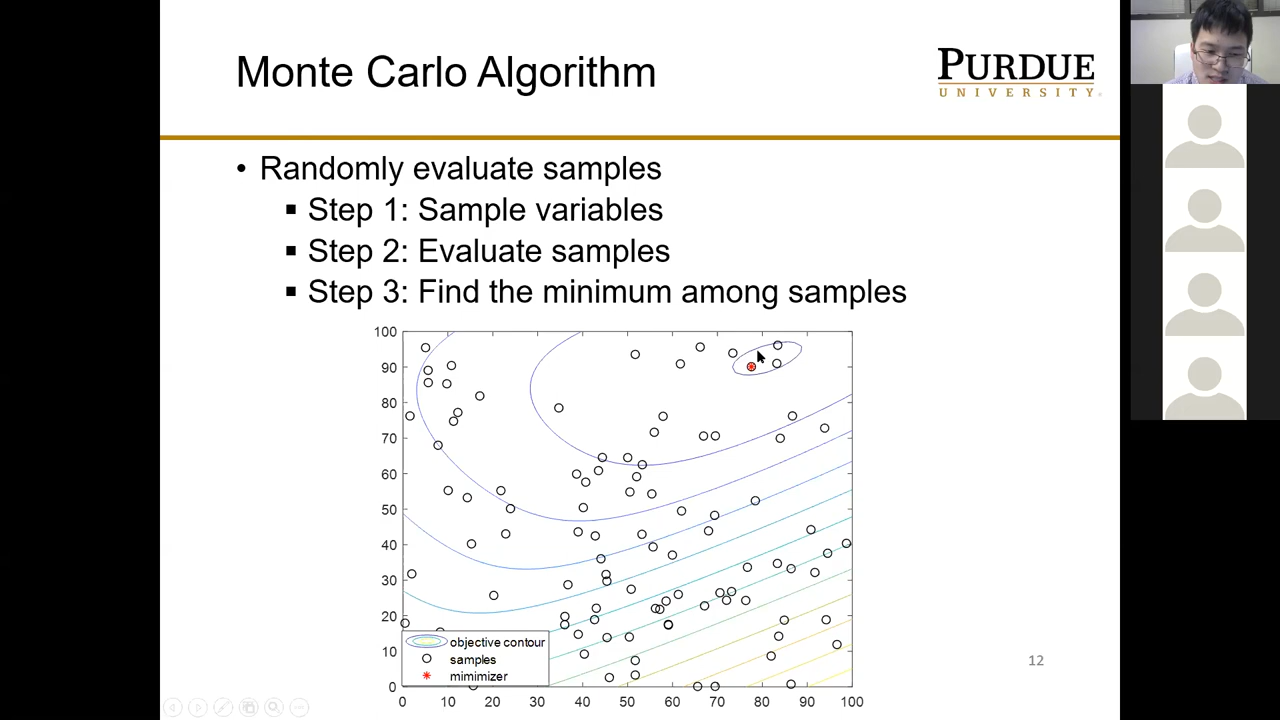 Monte Carlo Algorithm
PURDUE
UNIVERSITY
• Randomly evaluate samples
▪ Step 1: Sample variables
▪ Step 2: Evaluate samples
▪ Step 3: Find the minimum among samples
100
90
80
70
60
50
40
30
20
10
0
objective contour
samples
mimimizer
0 10 20 30 40 50 60 70 80 90 100
12